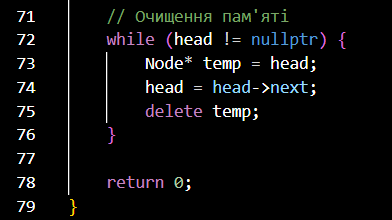 71 // Очищення пам'яті
72 while (head != nullptr) {
73 Node* temp = head;
74 head = head->next;
75 delete temp;
76 }
77
78 return 0;
79 }